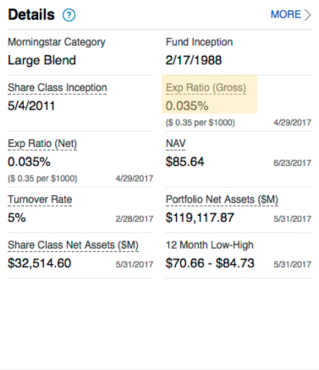 Details ? MORE >
Morningstar Category Fund Inception
Large Blend 2/17/1988
Share Class Inception Exp Ratio (Gross)
5/4/2011 0.035%
($ 0.35 per $1000) 4/29/2017
Exp Ratio (Net) NAV
0.035% $85.64
($ 0.35 per $1000) 4/29/2017 6/23/2017
Turnover Rate Portfolio Net Assets ($M)
5% 2/28/2017 $119,117.87 5/31/2017
Share Class Net Assets ($M) 12 Month Low-High
$32,514.60 5/31/2017 $70.66 - $84.73 5/31/2017